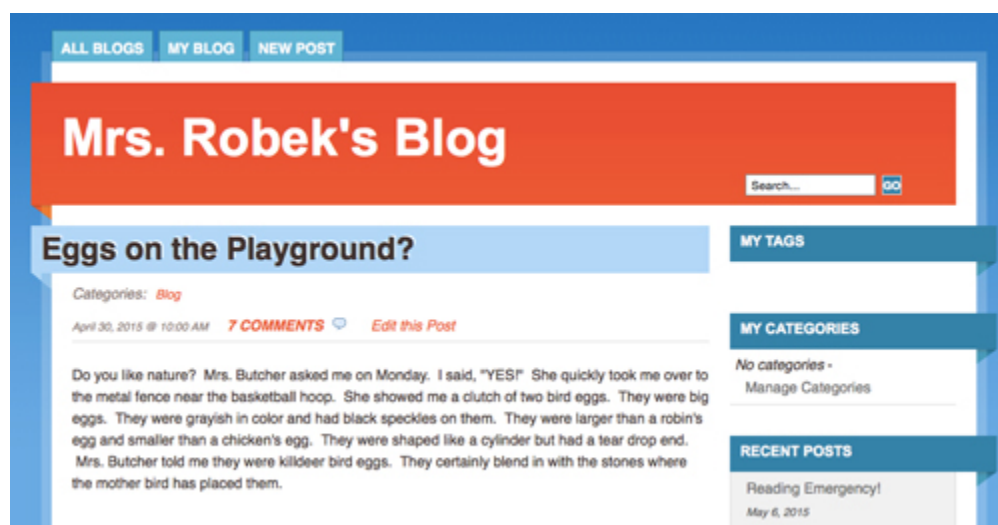 ALL BLOGS MY BLOG NEW POST
Mrs. Robek's Blog
Search... GO
Eggs on the Playground?
Categories: Blog
April 30, 2015 @ 10:00 AM 7 COMMENTS Edit this Post
Do you like nature? Mrs. Butcher asked me on Monday. I said, "YES!" She quickly took me over to
the metal fence near the basketball hoop. She showed me a clutch of two bird eggs. They were big
eggs. They were grayish in color and had black speckles on them. They were larger than a robin's
egg and smaller than a chicken's egg. They were shaped like a cylinder but had a tear drop end.
Mrs. Butcher told me they were killdeer bird eggs. They certainly blend in with the stones where
the mother bird has placed them.
MY TAGS
MY CATEGORIES
No categories -
Manage Categories
RECENT POSTS
Reading Emergency!
May 6, 2015